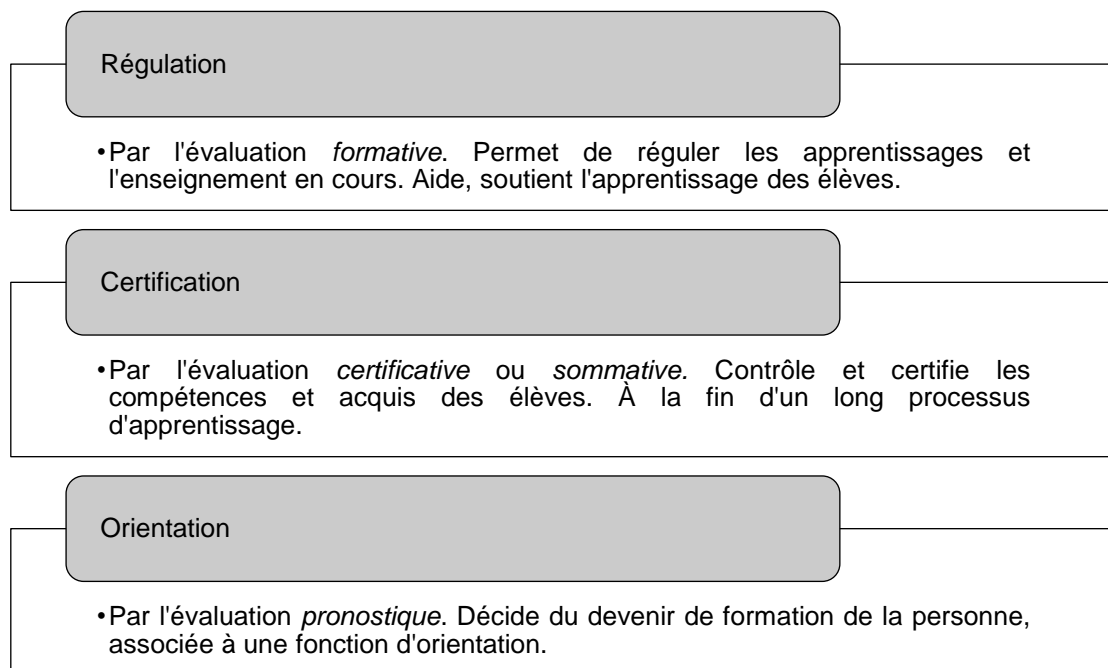 Régulation
•Par l'évaluation formative. Permet de réguler les apprentissages et
l'enseignement en cours. Aide, soutient l'apprentissage des élèves.
Certification
•Par l'évaluation certificative ou sommative. Contrôle et certifie les
compétences et acquis des élèves. À la fin d'un long processus
d'apprentissage.
Orientation
•Par l'évaluation pronostique. Décide du devenir de formation de la personne,
associée à une fonction d'orientation.